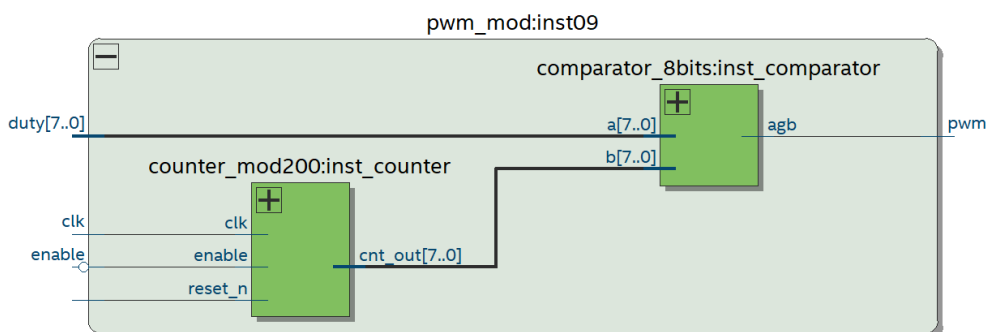 pwm_mod:inst09
comparator_8bits:inst_comparator
duty[7..0]
a[7..0]
agb
pwm
b[7..0]
counter_mod200:inst_counter
clk
clk
enable
enable
cnt_out[7..0]
reset_n